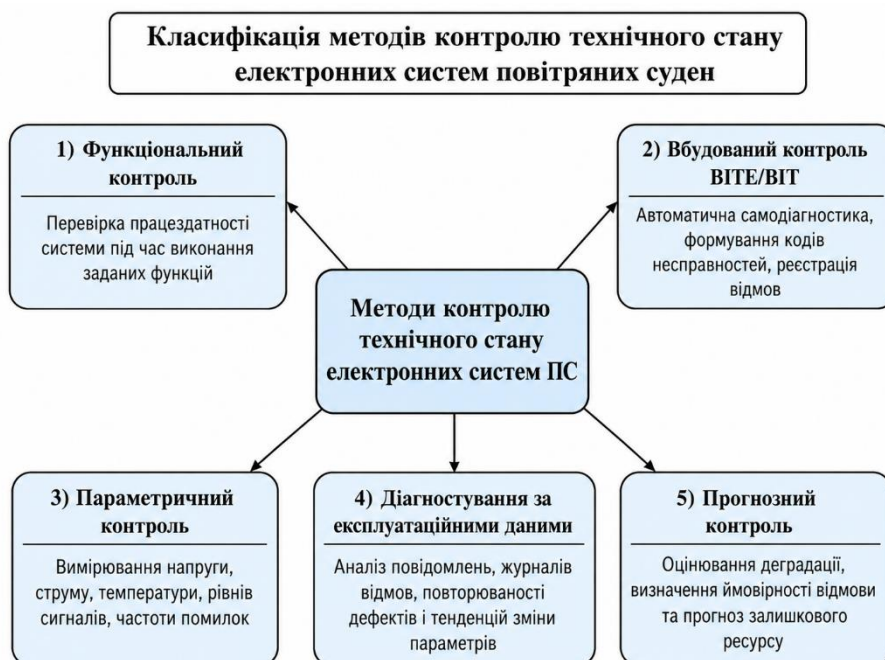 Класифікація методів контролю технічного стану
електронних систем повітряних суден
1) Функціональний
контроль
Перевірка працездатності
системи під час виконання
заданих функцій
2) Вбудований контроль
BITE/BIT
Автоматична самодіагностика,
формування кодів
несправностей, реєстрація
відмов
Методи контролю
технічного стану
електронних систем ПС
3) Параметричний
контроль
Вимірювання напруги,
струму, температури, рівнів
сигналів, частоти помилок
4) Діагностування за
експлуатаційними даними
Аналіз повідомлень, журналів
відмов, повторюваності
дефектів і тенденцій зміни
параметрів
5) Прогнозний
контроль
Оцінювання деградації,
визначення ймовірності відмови
та прогноз залишкового
ресурсу